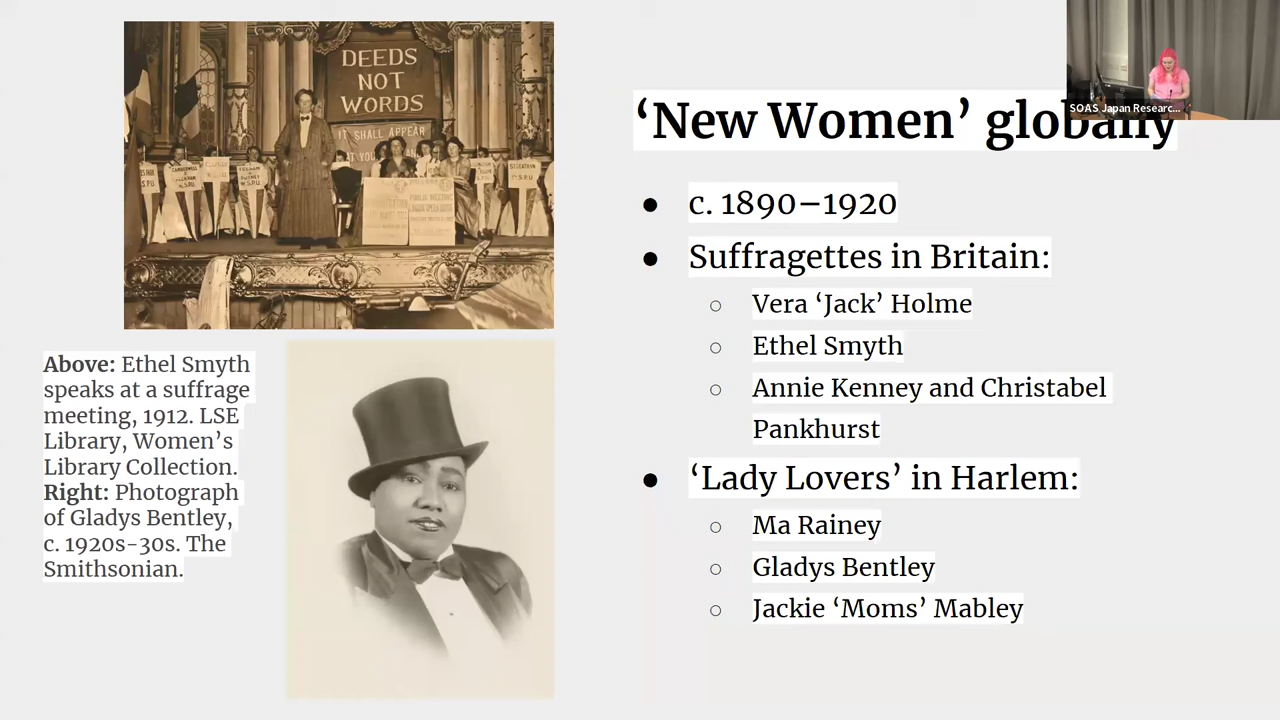 DEEDS
NOT
WORDS
IT SHALL APPEAR
SOAS Japan Researc...
‘New Women’ globally
● c. 1890–1920
● Suffragettes in Britain:
○ Vera ‘Jack’ Holme
○ Ethel Smyth
○ Annie Kenney and Christabel
Pankhurst
● ‘Lady Lovers’ in Harlem:
○ Ma Rainey
○ Gladys Bentley
○ Jackie ‘Moms’ Mabley
Above: Ethel Smyth
speaks at a suffrage
meeting, 1912. LSE
Library, Women’s
Library Collection.
Right: Photograph
of Gladys Bentley,
c. 1920s-30s. The
Smithsonian.